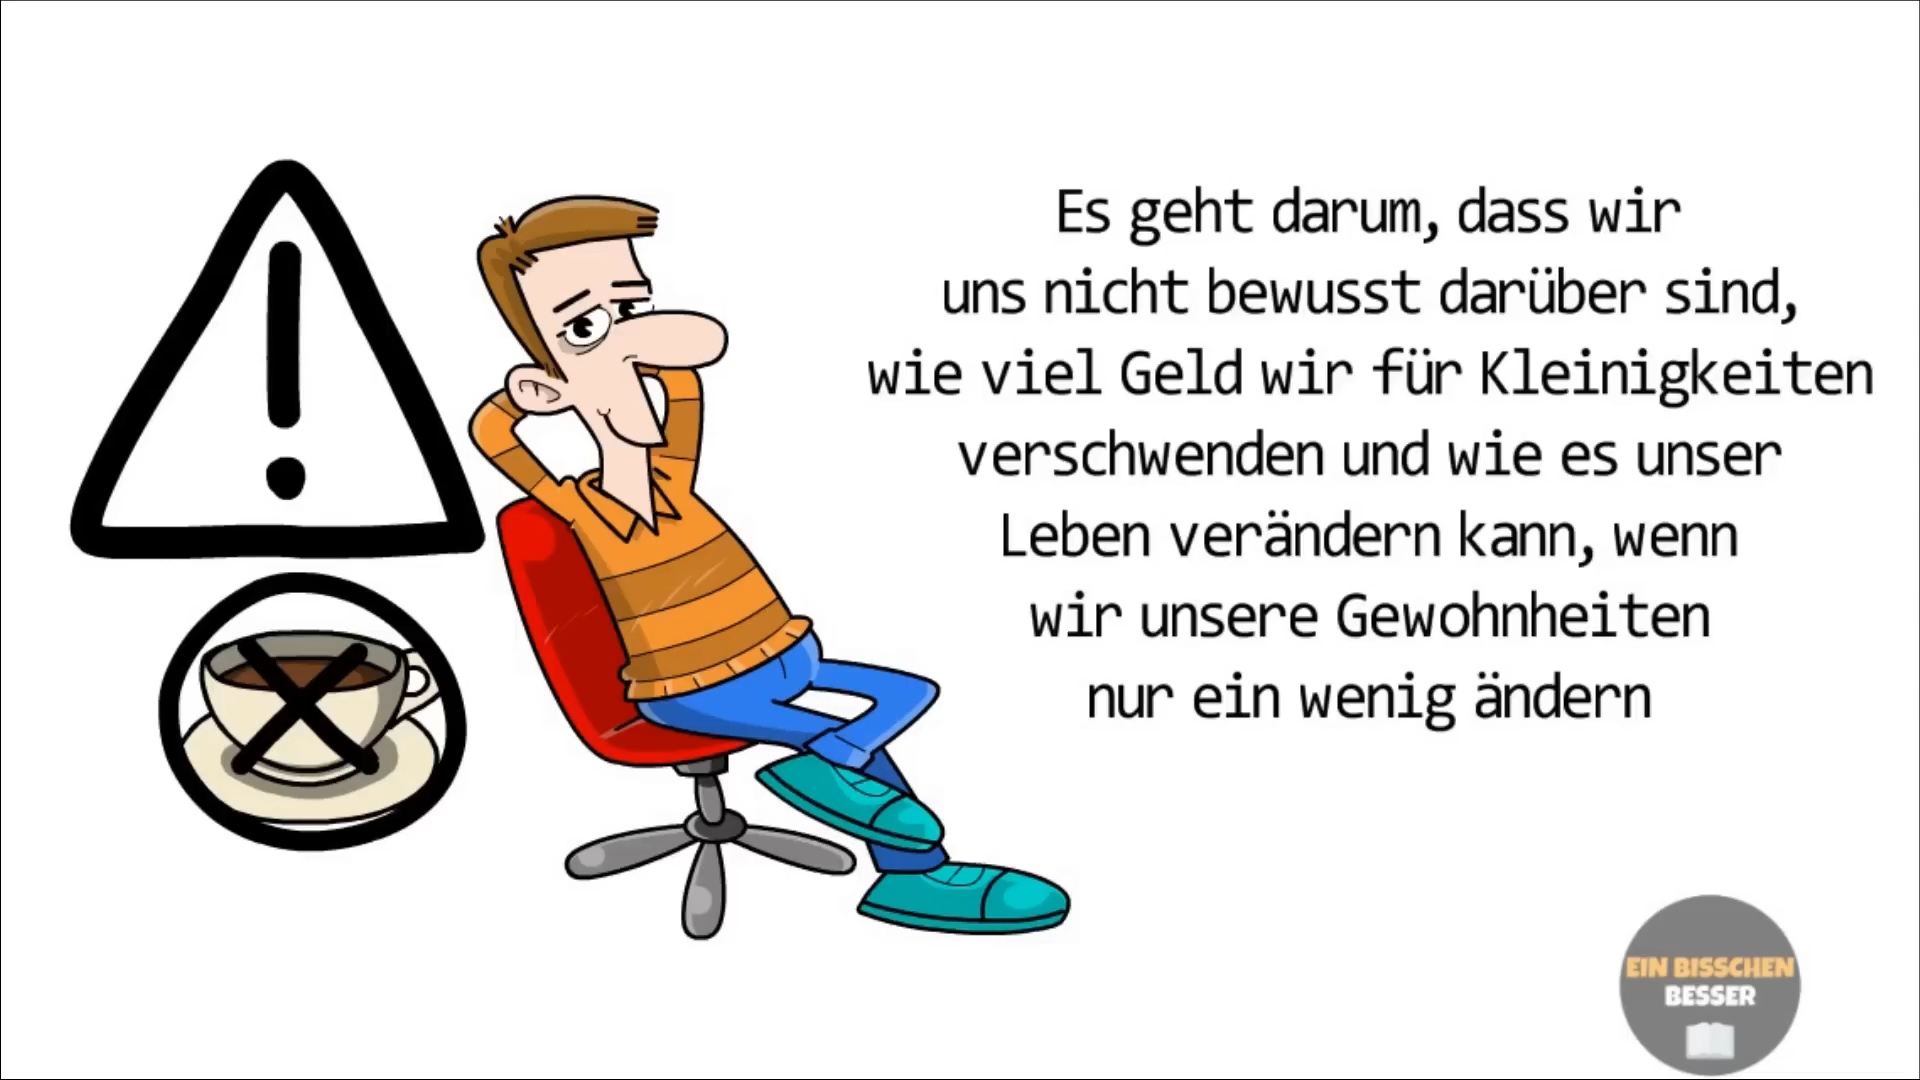 Es geht darum, dass wir
uns nicht bewusst darüber sind,
wie viel Geld wir für Kleinigkeiten
verschwenden und wie es unser
Leben verändern kann, wenn
wir unsere Gewohnheiten
nur ein wenig ändern
EIN BISSCHEN
BESSER